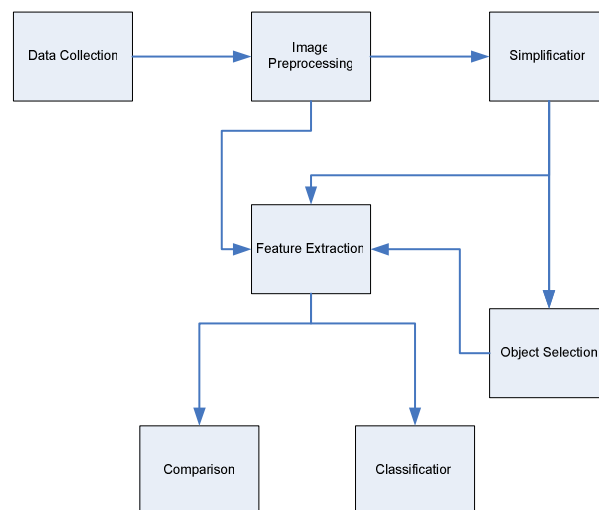 Data Collection
Image
Preprocessing
Simplification
Feature Extraction
Object Selection
Comparison
Classification